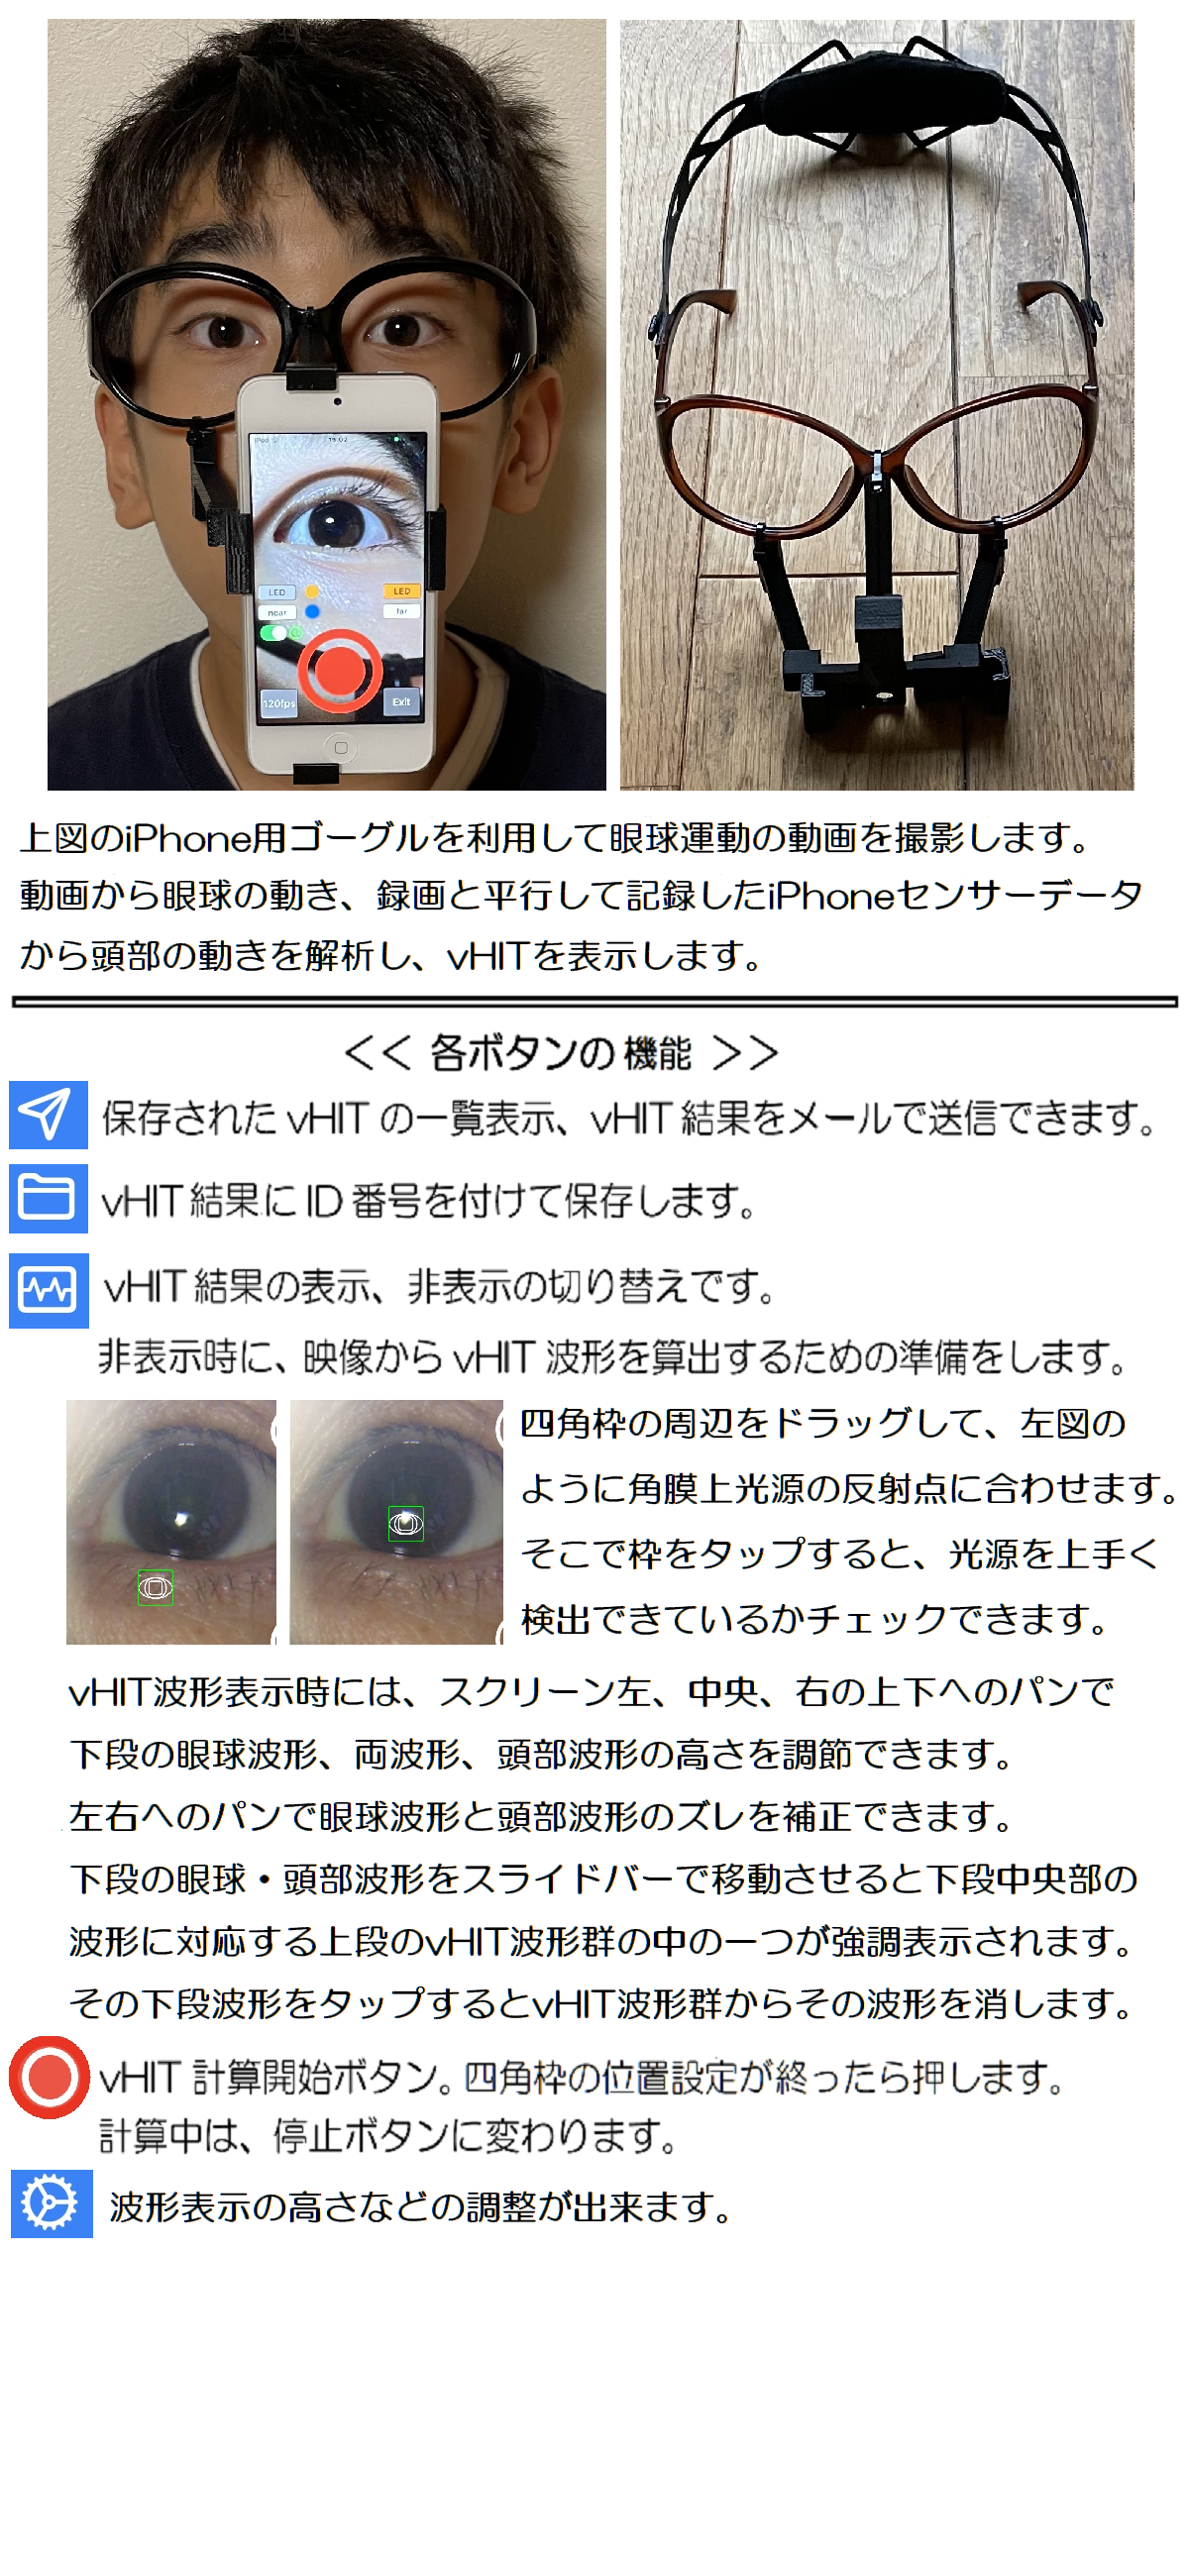 iPod
19:02
LED
LED
near
far
120fps
Exit
上図のiPhone用ゴーグルを利用して眼球運動の動画を撮影します。
動画から眼球の動き、録画と平行して記録したiPhoneセンサーデータ
から頭部の動きを解析し、vHITを表示します。
<< 各ボタンの機能 >>
保存された vHIT の一覧表示、vHIT 結果をメールで送信できます。
vHIT 結果に ID 番号を付けて保存します。
vHIT 結果の表示、非表示の切り替えです。
非表示時に、映像から vHIT 波形を算出するための準備をします。
四角枠の周辺をドラッグして、左図の
ように角膜上光源の反射点に合わせます。
そこで枠をタップすると、光源を上手く
検出できているかチェックできます。
vHIT波形表示時には、スクリーン左、中央、右の上下へのパンで
下段の眼球波形、両波形、頭部波形の高さを調節できます。
左右へのパンで眼球波形と頭部波形のズレを補正できます。
下段の眼球・頭部波形をスライドバーで移動させると下段中央部の
波形に対応する上段のvHIT波形群の中の一つが強調表示されます。
その下段波形をタップするとvHIT波形群からその波形を消します。
vHIT 計算開始ボタン。四角枠の位置設定が終ったら押します。
計算中は、停止ボタンに変わります。
波形表示の高さなどの調整が出来ます。